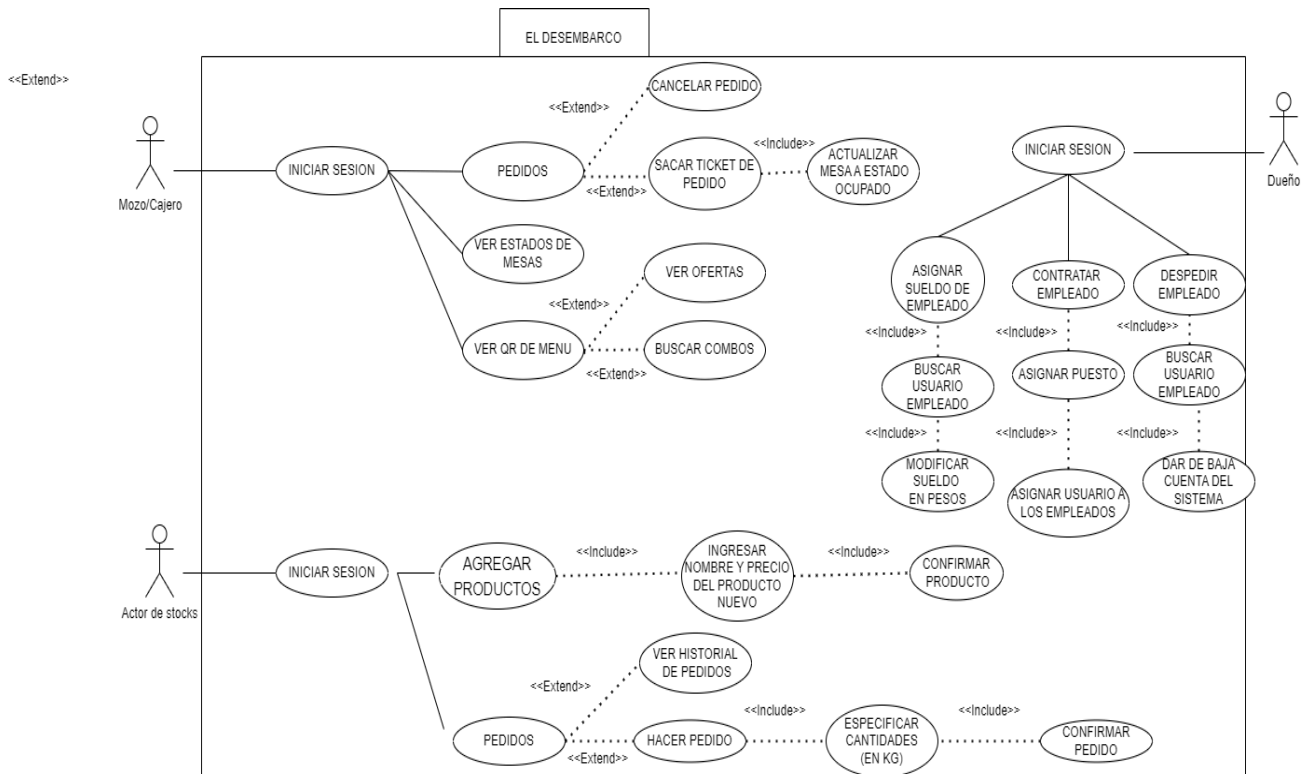 EL DESEMBARCO
<<Extend>>
CANCELAR PEDIDO
<<Extend>>
Mozo/Cajero
INICIAR SESION
PEDIDOS
<<Extend>>
SACAR TICKET DE
PEDIDO
<<Include>>
ACTUALIZAR
MESA A ESTADO
OCUPADO
INICIAR SESION
Dueño
VER ESTADOS DE
MESAS
VER OFERTAS
<<Extend>>
VER QR DE MENU
<<Extend>>
BUSCAR COMBOS
ASIGNAR
SUELDO DE
EMPLEADO
<<Include>>
BUSCAR
USUARIO
EMPLEADO
<<Include>>
MODIFICAR
SUELDO
EN PESOS
CONTRATAR
EMPLEADO
<<Include>>
ASIGNAR PUESTO
<<Include>>
ASIGNAR USUARIO A
LOS EMPLEADOS
DESPEDIR
EMPLEADO
<<Include>>
BUSCAR
USUARIO
EMPLEADO
<<Include>>
DAR DE BAJA
CUENTA DEL
SISTEMA
Actor de stocks
INICIAR SESION
AGREGAR
PRODUCTOS
<<Include>>
INGRESAR
NOMBRE Y PRECIO
DEL PRODUCTO
NUEVO
<<Include>>
CONFIRMAR
PRODUCTO
VER HISTORIAL
DE PEDIDOS
<<Extend>>
PEDIDOS
<<Extend>>
HACER PEDIDO
<<Include>>
ESPECIFICAR
CANTIDADES
(EN KG)
<<Include>>
CONFIRMAR
PEDIDO